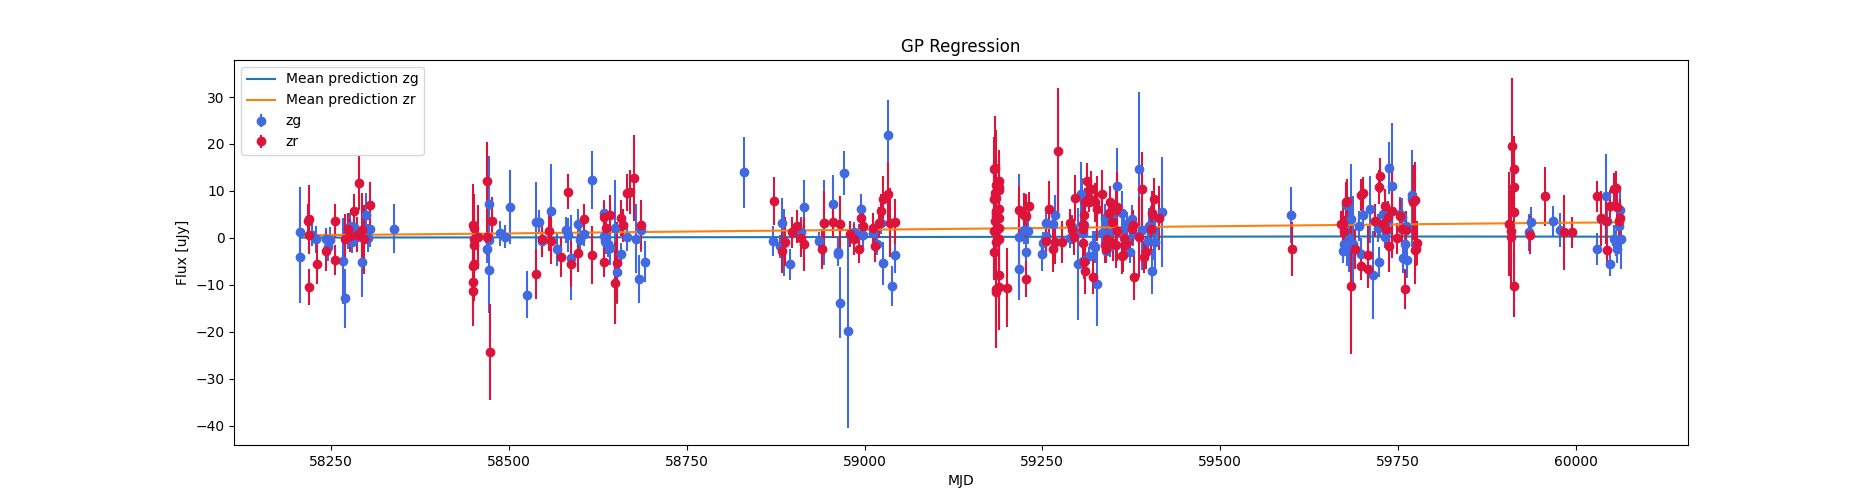 GP Regression
Mean prediction zg
Mean prediction zr
zg
zr
Flux [uJy]
30
20
10
0
−10
−20
−30
−40
58250 58500 58750 59000 59250 59500 59750 60000
MJD